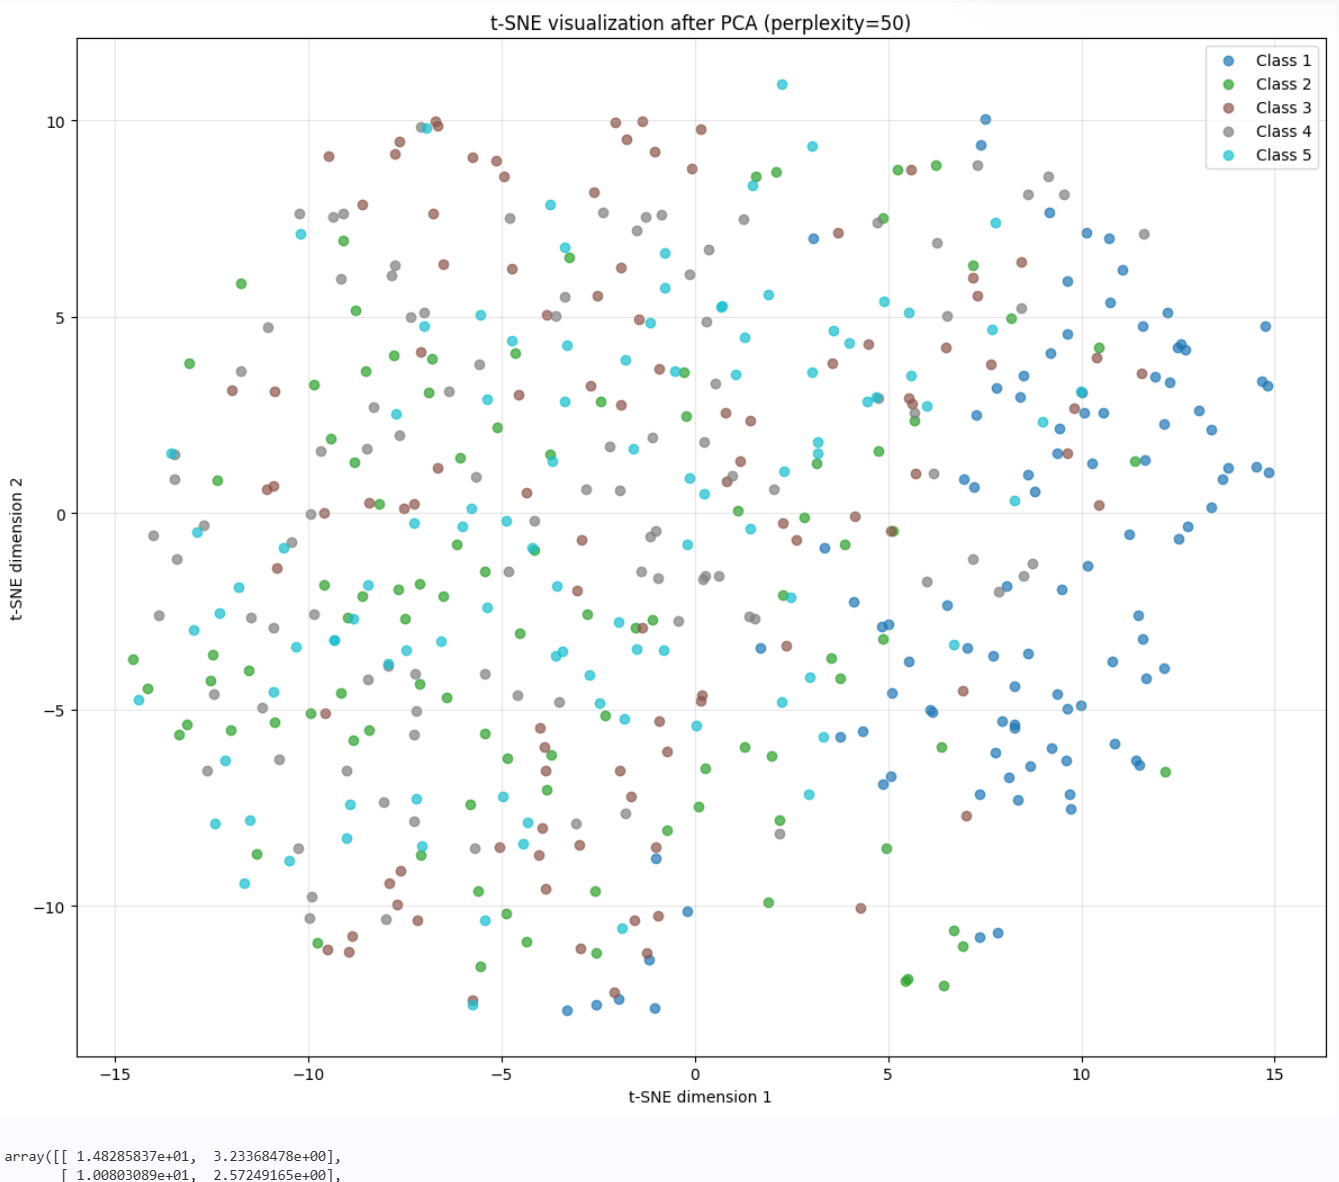 t-SNE visualization after PCA (perplexity=50)
Class 1
Class 2
Class 3
Class 4
Class 5
10
5
0
−5
−10
t-SNE dimension 2
−15 −10 −5 0 5 10 15
t-SNE dimension 1
array([[ 1.48285837e+01, 3.23368478e+00],
[ 1.00803089e+01, 2.57249165e+00],